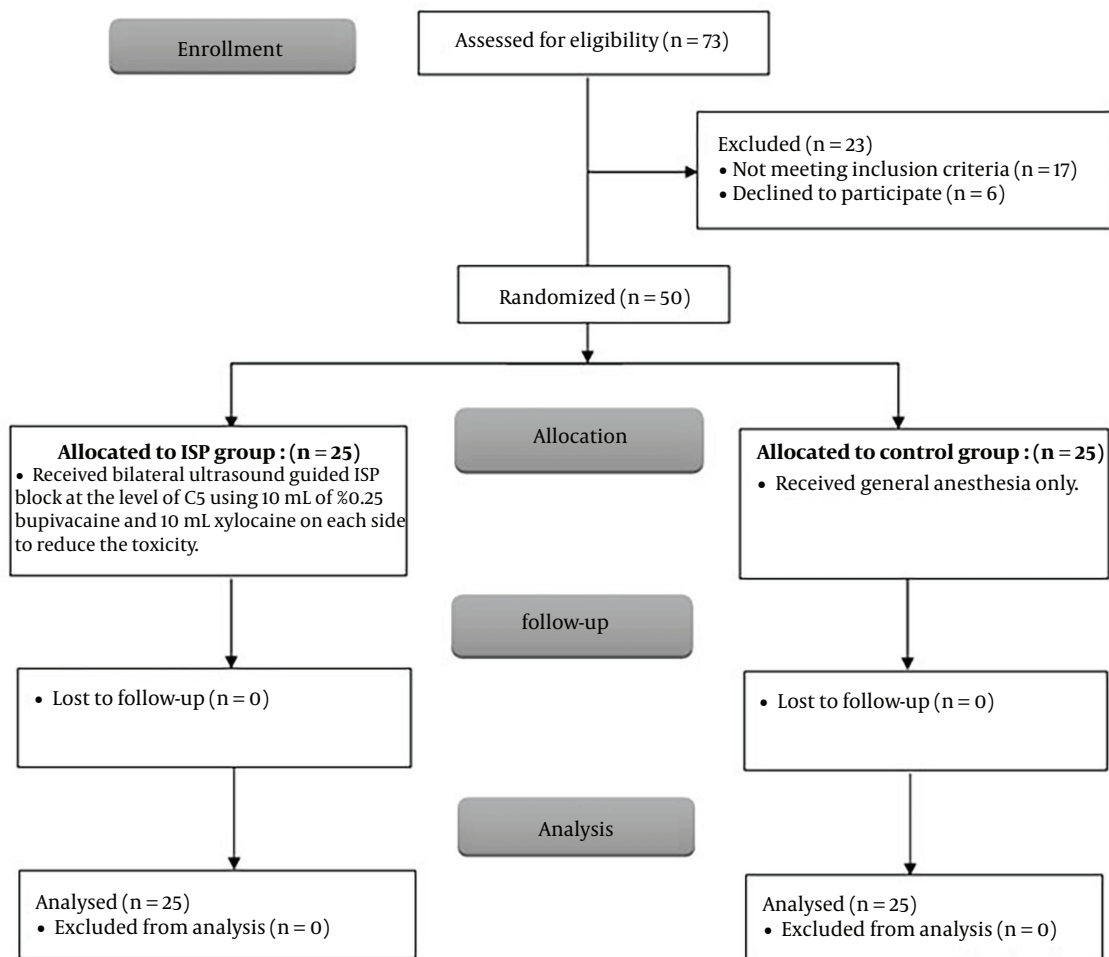 Enrollment
Assessed for eligibility (n = 73)
Excluded (n = 23)
• Not meeting inclusion criteria (n = 17)
• Declined to participate (n = 6)
Randomized (n = 50)
Allocation
Allocated to ISP group : (n = 25)
• Received bilateral ultrasound guided ISP
block at the level of C5 using 10 mL of %0.25
bupivacaine and 10 mL xylocaine on each side
to reduce the toxicity.
Allocated to control group : (n = 25)
• Received general anesthesia only.
follow-up
• Lost to follow-up (n = 0)
• Lost to follow-up (n = 0)
Analysis
Analysed (n = 25)
• Excluded from analysis (n = 0)
Analysed (n = 25)
• Excluded from analysis (n = 0)